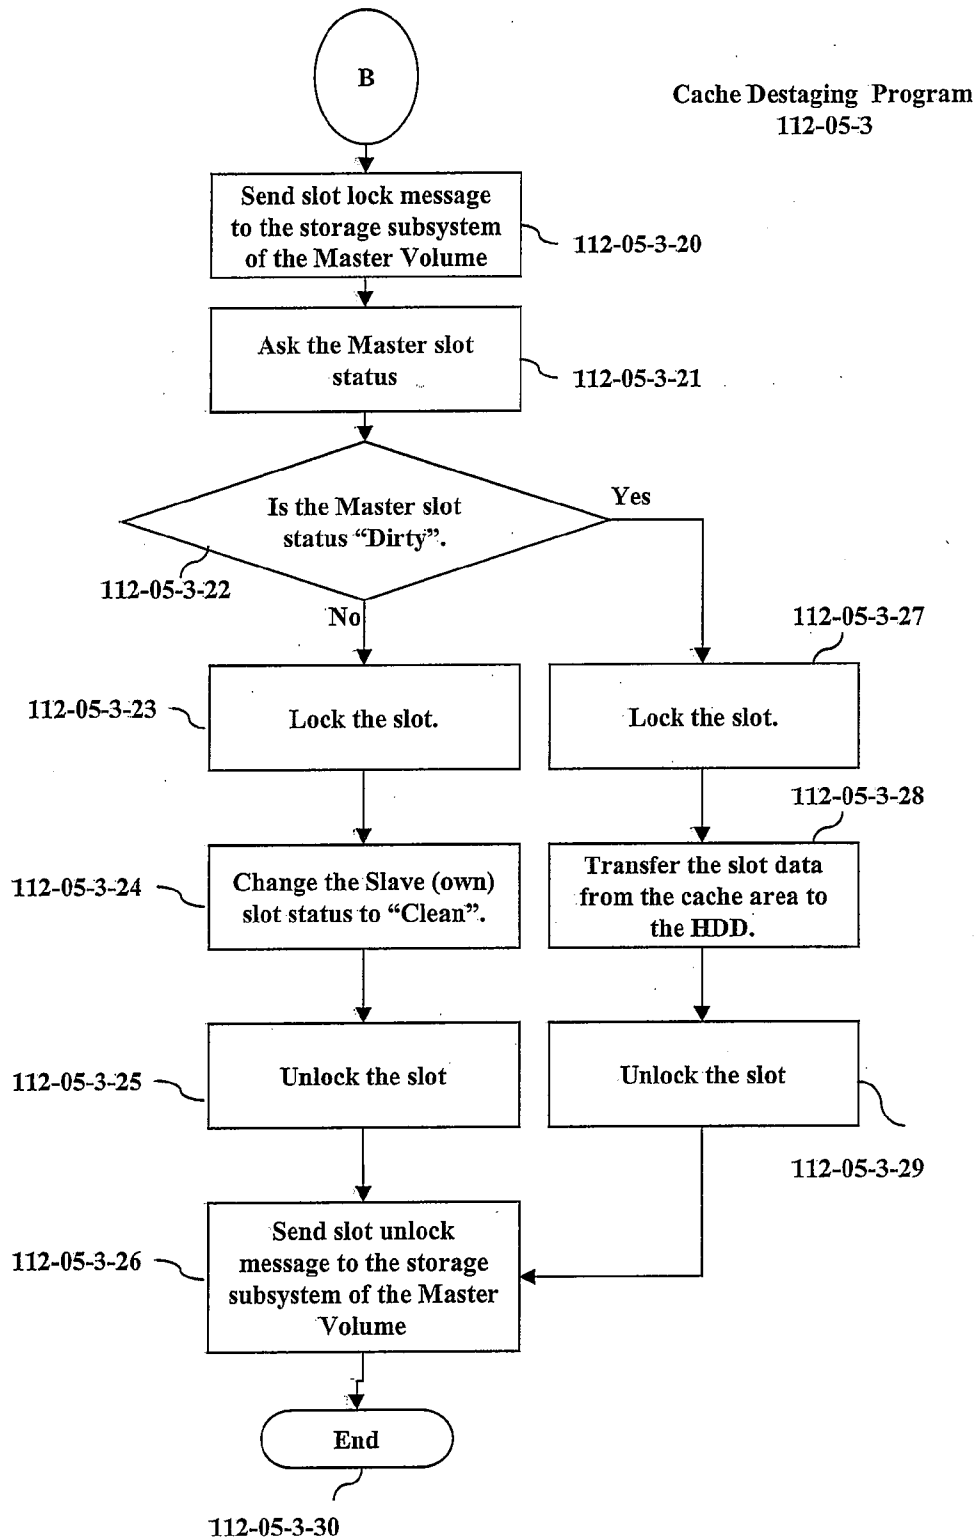 B
Cache Destaging Program
112-05-3
Send slot lock message
to the storage subsystem
of the Master Volume
112-05-3-20
Ask the Master slot
status
112-05-3-21
Is the Master slot
status “Dirty”.
Yes
112-05-3-22
No
112-05-3-27
112-05-3-23
Lock the slot.
Lock the slot.
112-05-3-28
112-05-3-24
Change the Slave (own)
slot status to “Clean”.
Transfer the slot data
from the cache area to
the HDD.
112-05-3-25
Unlock the slot
Unlock the slot
112-05-3-29
112-05-3-26
Send slot unlock
message to the storage
subsystem of the Master
Volume
End
112-05-3-30